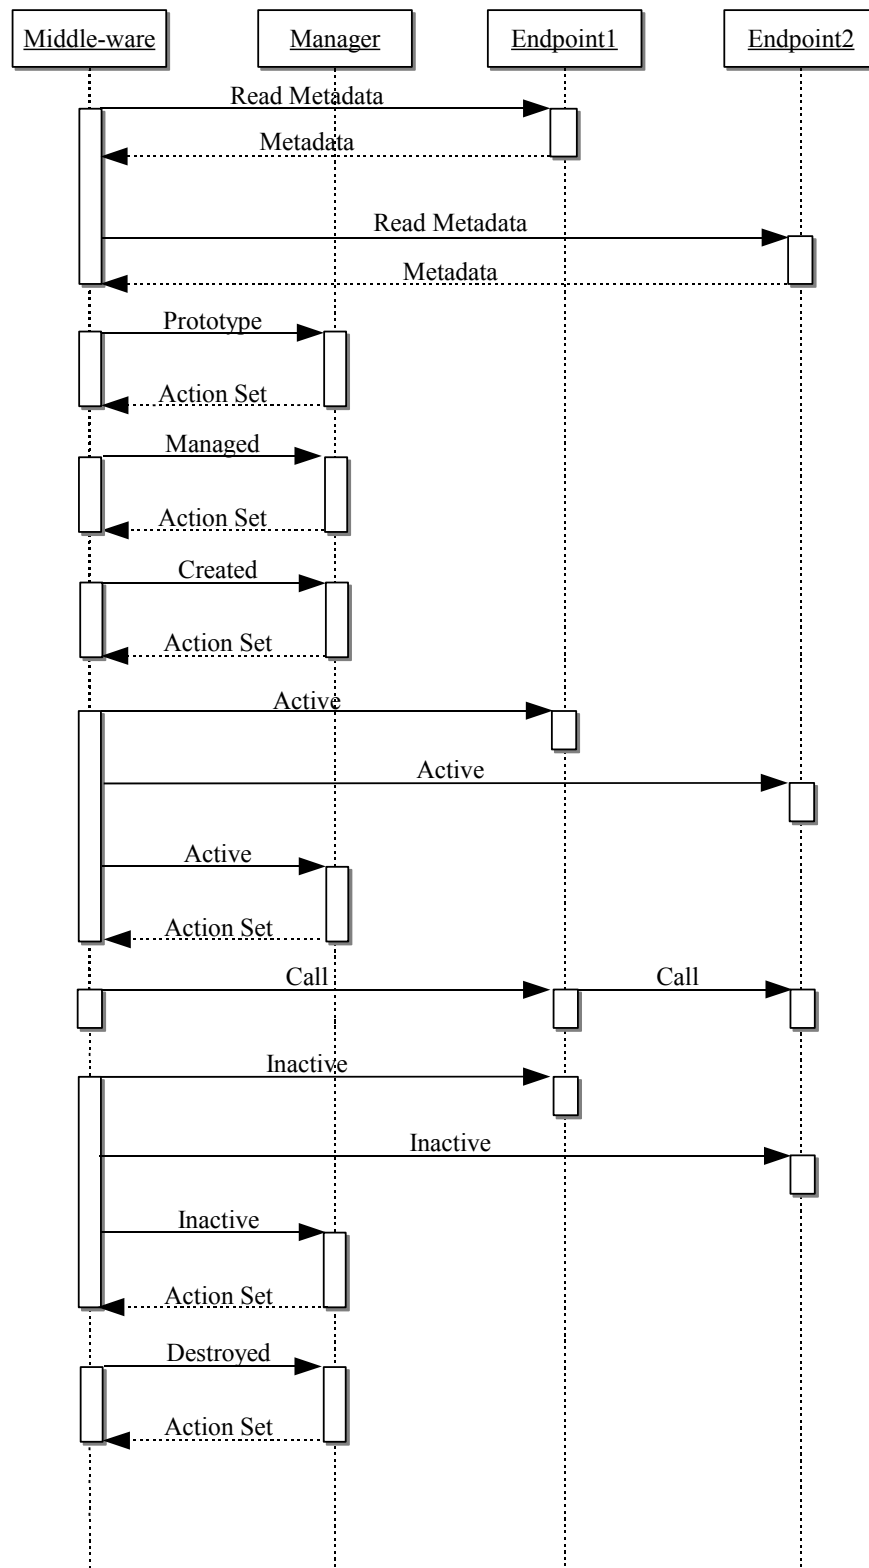 Middle-ware
Manager
Endpoint1
Endpoint2
Read Metadata
Metadata
Read Metadata
Metadata
Prototype
Action Set
Managed
Action Set
Created
Action Set
Active
Active
Active
Action Set
Call
Call
Inactive
Inactive
Inactive
Action Set
Destroyed
Action Set